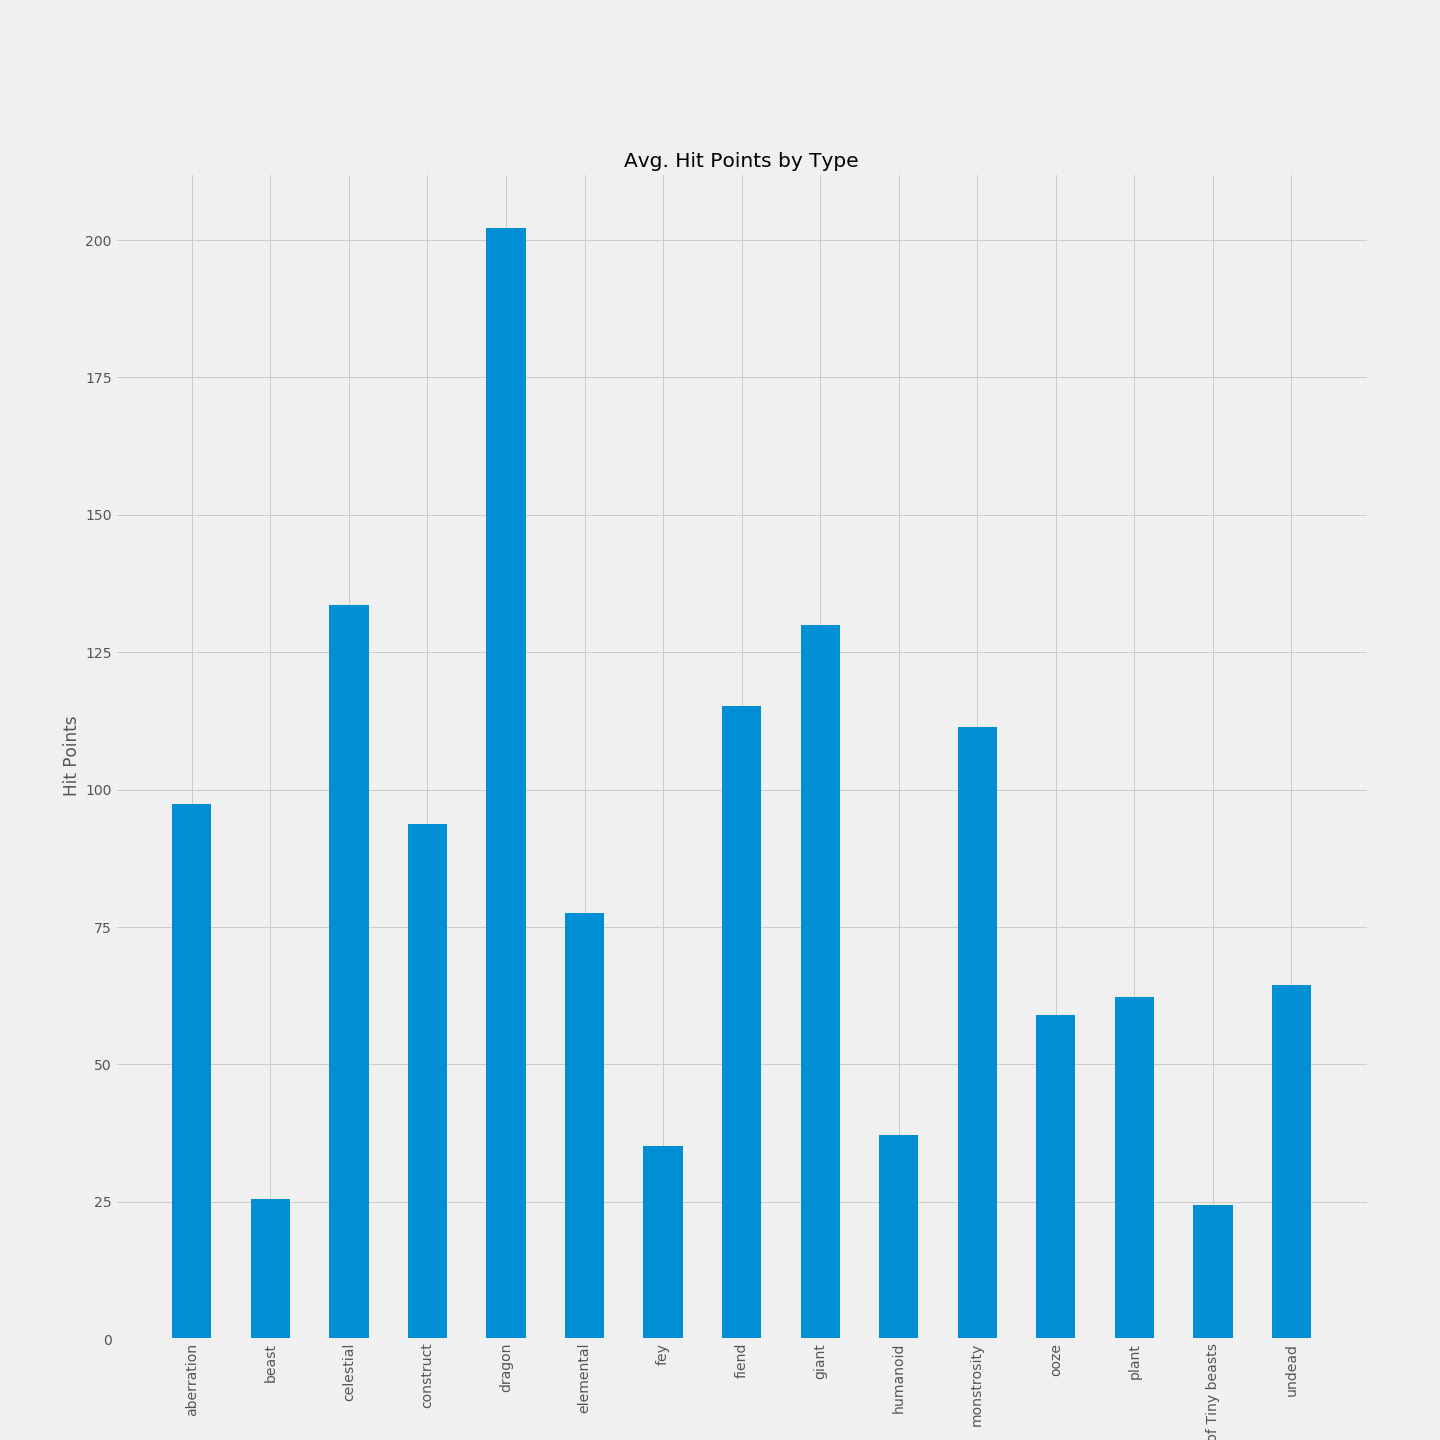 Avg. Hit Points by Type
Hit Points
200
175
150
125
100
75
50
25
0
aberration
beast
celestial
construct
dragon
elemental
fey
fiend
giant
humanoid
monstrosity
ooze
plant
of Tiny beasts
undead